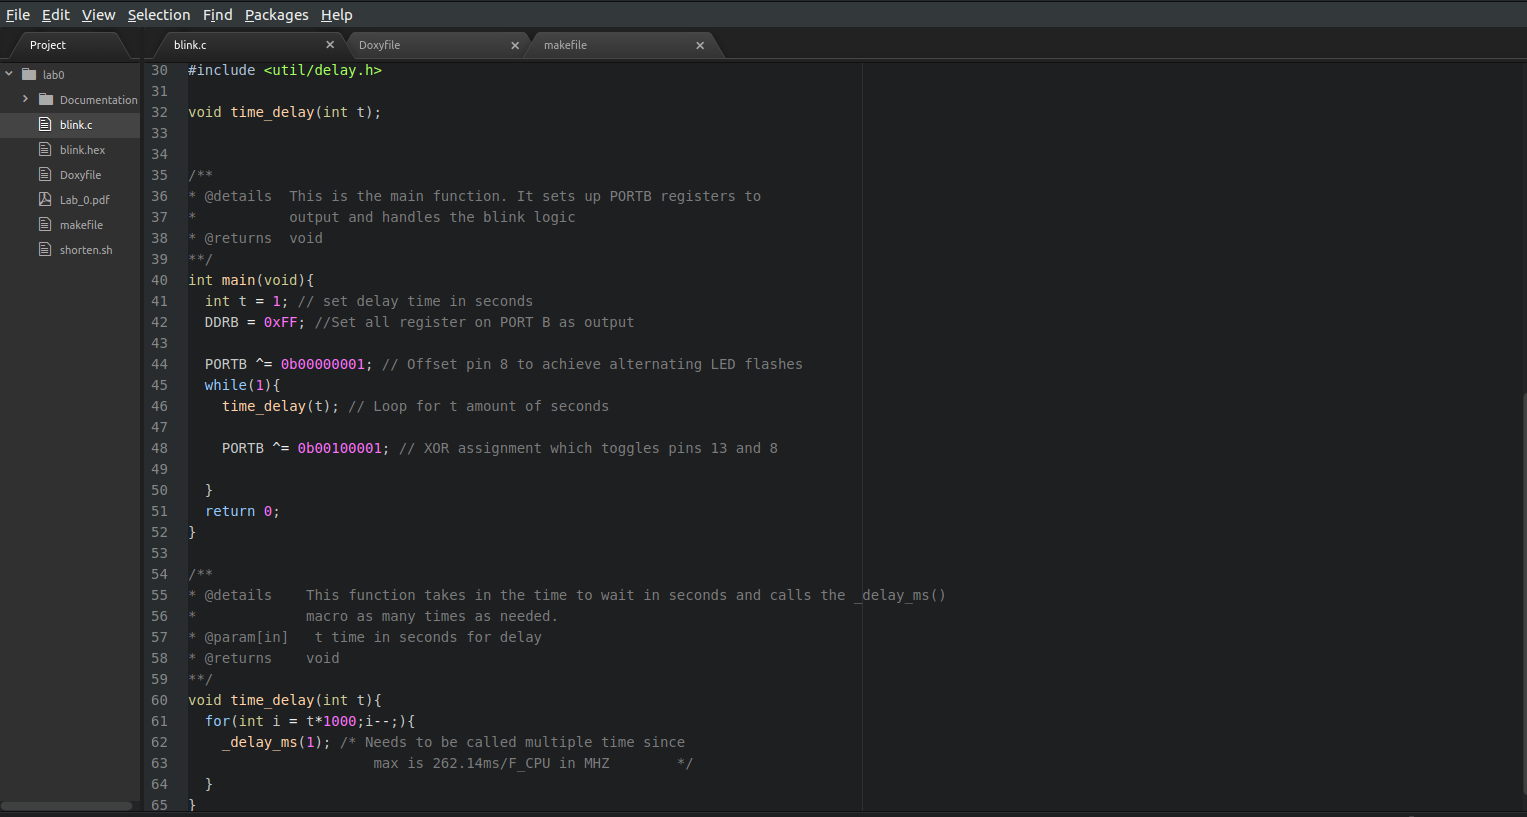 File Edit View Selection Find Packages Help
Project
blink.c
Doxyfile
makefile
lab0
Documentation
blink.c
blink.hex
Doxyfile
Lab_0.pdf
makefile
shorten.sh
30 #include <util/delay.h>
31
32 void time_delay(int t);
33
34
35 /**
36 * @details  This is the main function. It sets up PORTB registers to
37 *           output and handles the blink logic
38 * @returns  void
39 **/
40 int main(void){
41   int t = 1; // set delay time in seconds
42   DDRB = 0xFF; //Set all register on PORT B as output
43
44   PORTB ^= 0b00000001; // Offset pin 8 to achieve alternating LED flashes
45   while(1){
46     time_delay(t); // Loop for t amount of seconds
47
48     PORTB ^= 0b00100001; // XOR assignment which toggles pins 13 and 8
49
50   }
51   return 0;
52 }
53
54 /**
55 * @details    This function takes in the time to wait in seconds and calls the _delay_ms()
56 *             macro as many times as needed.
57 * @param[in]   t time in seconds for delay
58 * @returns    void
59 **/
60 void time_delay(int t){
61   for(int i = t*1000;i--;){
62     _delay_ms(1); /* Needs to be called multiple time since
63                       max is 262.14ms/F_CPU in MHZ        */
64   }
65 }